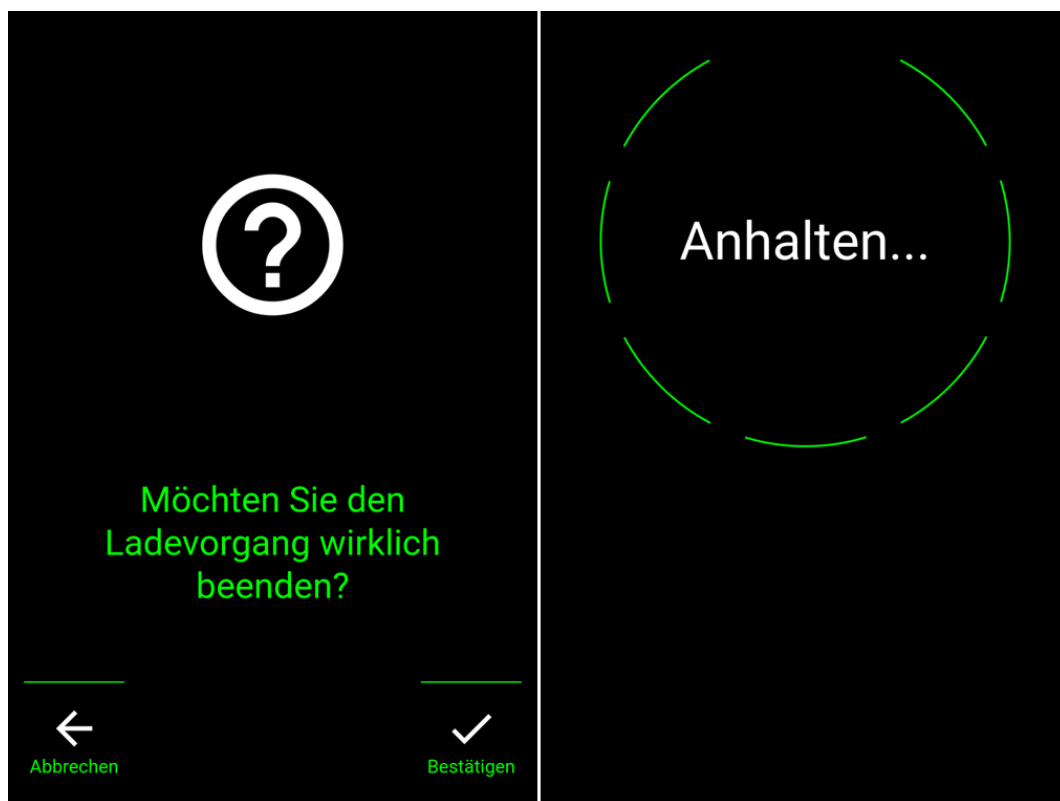 Möchten Sie den
Ladevorgang wirklich
beenden?
Abbrechen
Bestätigen
Anhalten...